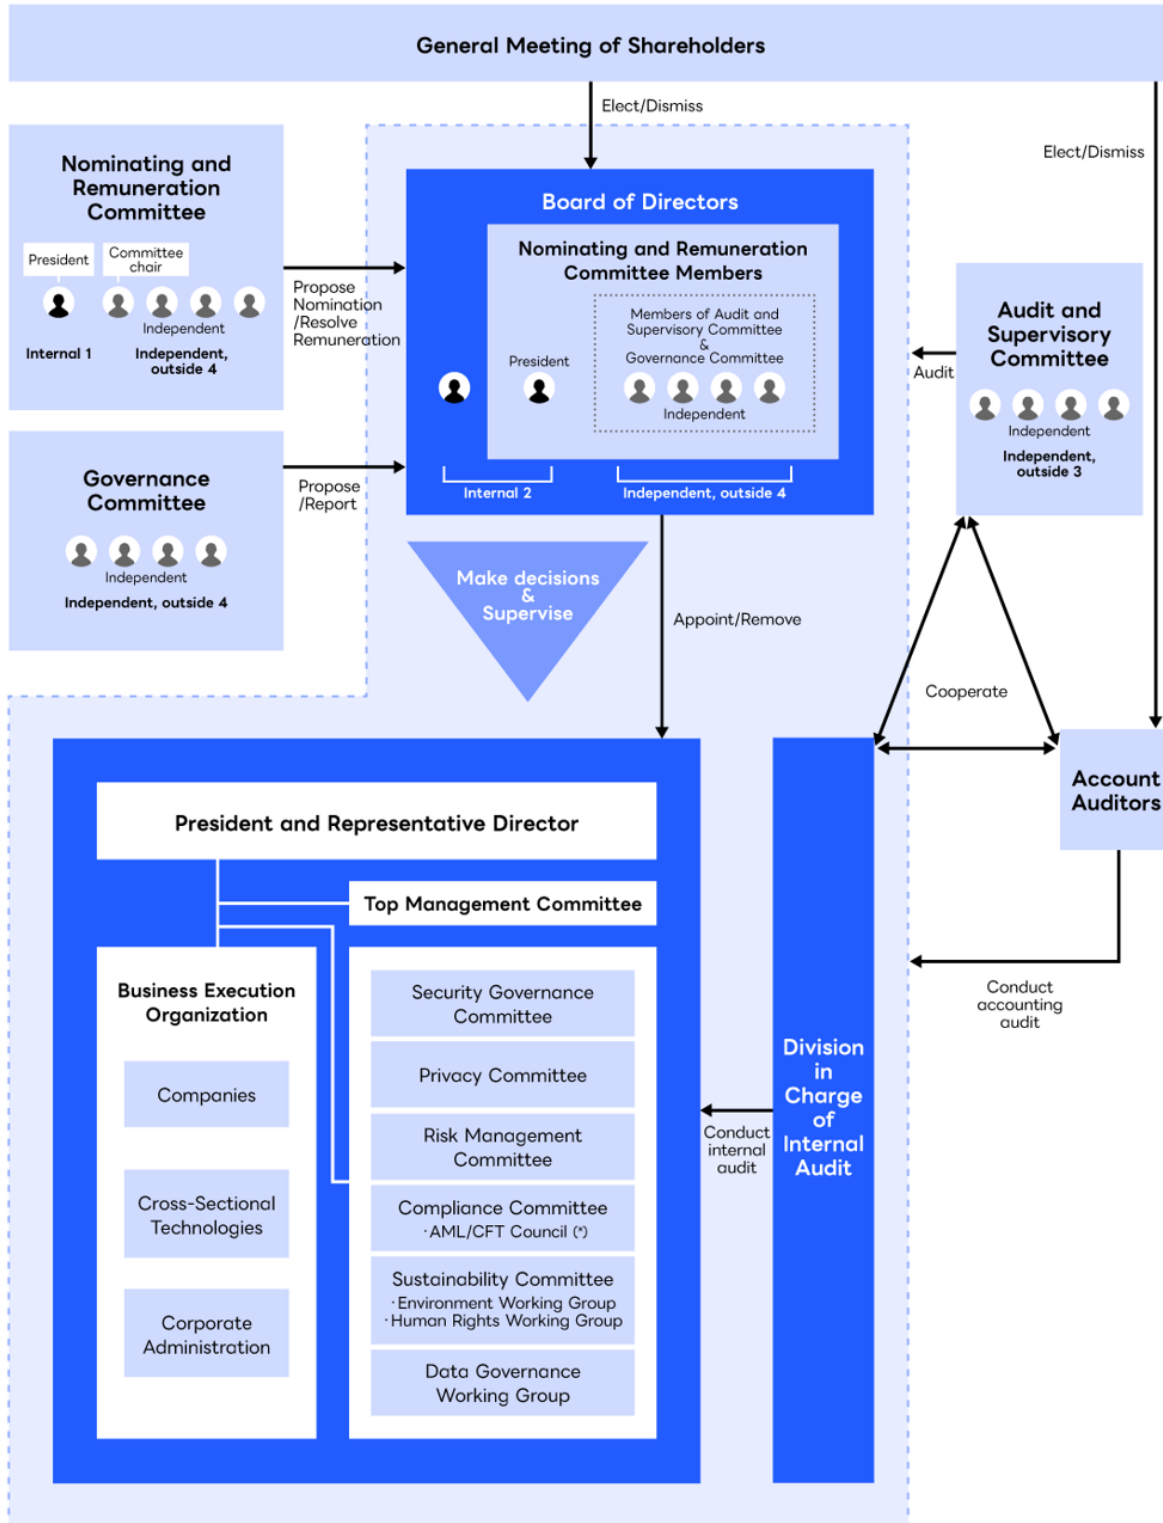 General Meeting of Shareholders
Elect/Dismiss
Elect/Dismiss
Nominating and
Remuneration
Committee
President
Committee
chair
Independent
Internal 1
Independent,
outside 4
Propose
Nomination
/Resolve
Remuneration
Board of Directors
Nominating and Remuneration
Committee Members
Members of Audit and
Supervisory Committee
&
Governance Committee
President
Independent
Internal 2
Independent, outside 4
Audit
Audit and
Supervisory
Committee
Independent
Independent,
outside 3
Governance
Committee
Independent
Independent, outside 4
Propose
/Report
Make decisions
&
Supervise
Appoint/Remove
Cooperate
Account
Auditors
Conduct
accounting
audit
President and Representative Director
Top Management Committee
Business Execution
Organization
Companies
Cross-Sectional
Technologies
Corporate
Administration
Security Governance
Committee
Privacy Committee
Risk Management
Committee
Compliance Committee
・AML/CFT Council (*)
Sustainability Committee
・Environment Working Group
・Human Rights Working Group
Data Governance
Working Group
Conduct
internal
audit
Division
in
Charge
of
Internal
Audit